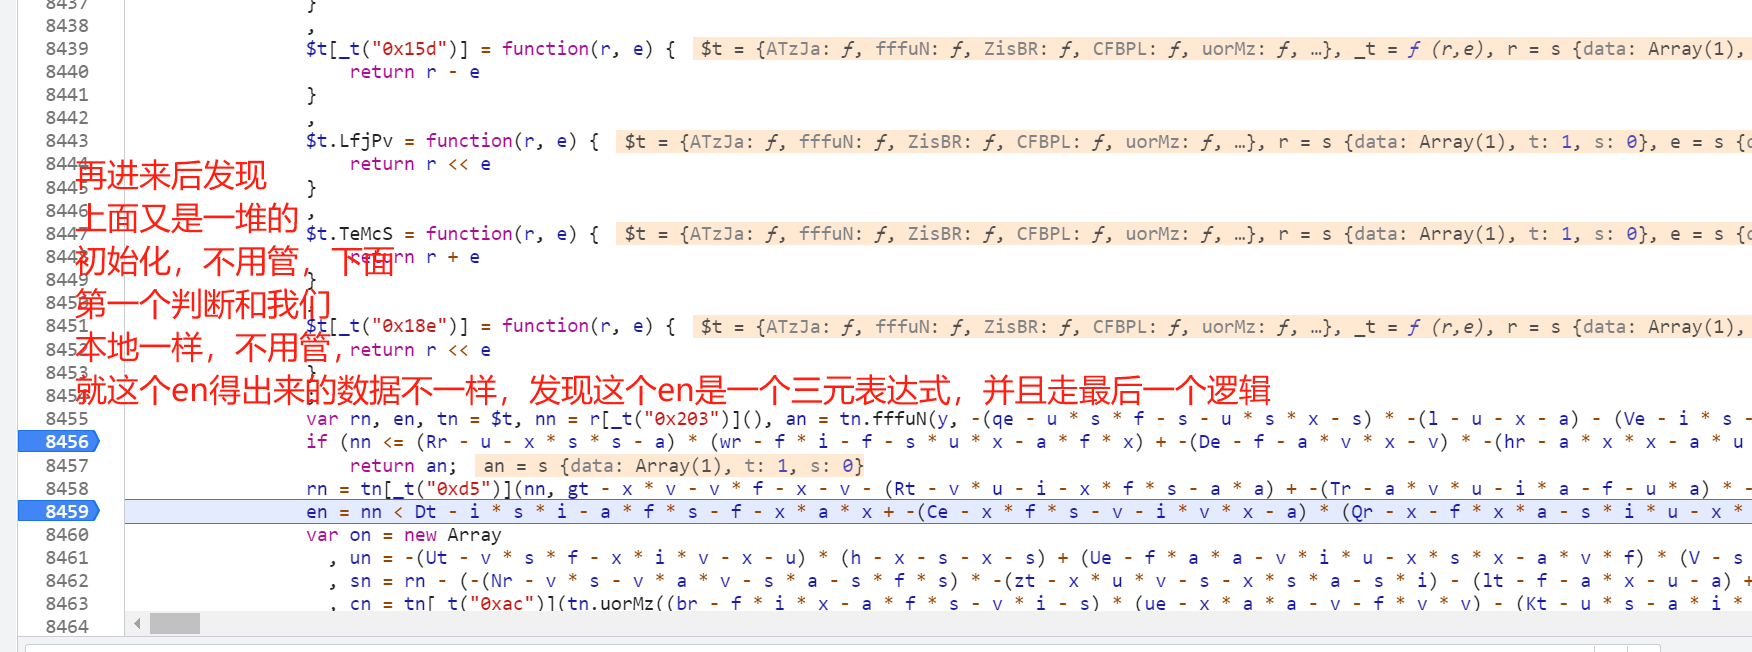 8437 }
8438 ,
8439 $t[_t("0x15d")] = function(r, e) { $t = {ATzJa: ƒ, fffuN: ƒ, ZisBR: ƒ, CFBPL: ƒ, uorMz: ƒ, …}, _t = ƒ (r,e), r = s {data: Array(1),
8440 return r - e
8441 }
8442 ,
8443 $t.LfjPv = function(r, e) { $t = {ATzJa: ƒ, fffuN: ƒ, ZisBR: ƒ, CFBPL: ƒ, uorMz: ƒ, …}, r = s {data: Array(1), t: 1, s: 0}, e = s {d
8444 return r << e
再进来后发现
8445 }
8446 ,
上面又是一堆的
8447 $t.TeMcS = function(r, e) { $t = {ATzJa: ƒ, fffuN: ƒ, ZisBR: ƒ, CFBPL: ƒ, uorMz: ƒ, …}, r = s {data: Array(1), t: 1, s: 0}, e = s {d
8448 return r + e
初始化，不用管，下面
8449 }
8450 ,
第一个判断和我们
8451 $t[_t("0x18e")] = function(r, e) { $t = {ATzJa: ƒ, fffuN: ƒ, ZisBR: ƒ, CFBPL: ƒ, uorMz: ƒ, …}, _t = ƒ (r,e), r = s {data: Array(1),
8452 return r << e
本地一样，不用管，
8453 }
就这个en得出来的数据不一样，发现这个en是一个三元表达式，并且走最后一个逻辑
8455 var rn, en, tn = $t, nn = r[_t("0x203")](), an = tn.fffuN(y, -(qe - u * s * f - s - u * s * x - s) * -(l - u - x - a) - (Ve - i * s -
8456 if (nn <= (Rr - u - x * s * s - a) * (wr - f * i - f - s * u * x - a * f * x) + -(De - f - a * v * x - v) * -(hr - a * x * x - a * u
8457 return an; an = s {data: Array(1), t: 1, s: 0}
8458 rn = tn[_t("0xd5")](nn, gt - x * v - v * f - x - v - (Rt - v * u - i - x * f * s - a * a) + -(Tr - a * v * u - i * a - f - u * a) * -
8459 en = nn < Dt - i * s * i - a * f * s - f - x * a * x + -(Ce - x * f * s - v - i * v * x - a) * (Qr - x - f * x * a - s * i * u - x *
8460 var on = new Array
8461 , un = -(Ut - v * s * f - x * i * v - x - u) * (h - x - s - x - s) + (Ue - f * a * a - v * i * u - x * s * x - a * v * f) * (V - s
8462 , sn = rn - (-(Nr - v * s - v * a * v - s * a - s * f * s) * -(zt - x * u * v - s - x * s * a - s * i) - (lt - f - a * x - u - a) +
8463 , cn = tn[_t("0xac")](tn.uorMz((br - f * i * x - a * f * s - v * i - s) * (ue - x * a * a - v - f * v * v) - (Kt - u * s - a * i *
8464